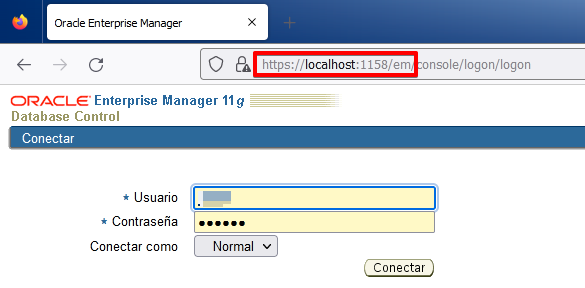 Oracle Enterprise Manager
https://localhost:1158/em/console/logon/logon
ORACLE Enterprise Manager 11g
Database Control
Conectar
* Usuario
* Contraseña ••••••
Conectar como Normal
Conectar